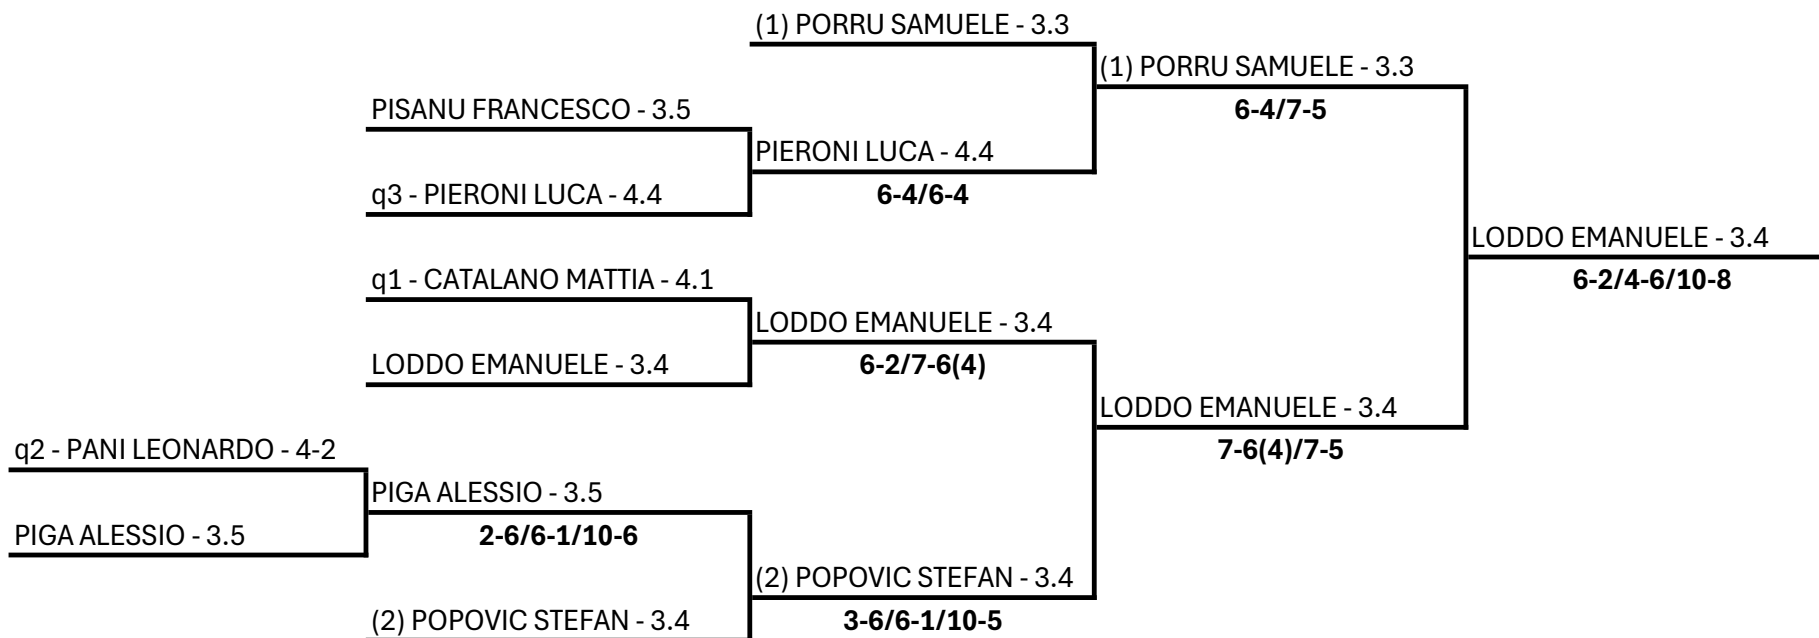 (1) PORRU SAMUELE - 3.3
(1) PORRU SAMUELE - 3.3
PISANU FRANCESCO - 3.5
6-4/7-5
PIERONI LUCA - 4.4
q3 - PIERONI LUCA - 4.4
6-4/6-4
LODDO EMANUELE - 3.4
q1 - CATALANO MATTIA - 4.1
6-2/4-6/10-8
LODDO EMANUELE - 3.4
LODDO EMANUELE - 3.4
6-2/7-6(4)
LODDO EMANUELE - 3.4
q2 - PANI LEONARDO - 4-2
7-6(4)/7-5
PIGA ALESSIO - 3.5
PIGA ALESSIO - 3.5
2-6/6-1/10-6
(2) POPOVIC STEFAN - 3.4
(2) POPOVIC STEFAN - 3.4
3-6/6-1/10-5